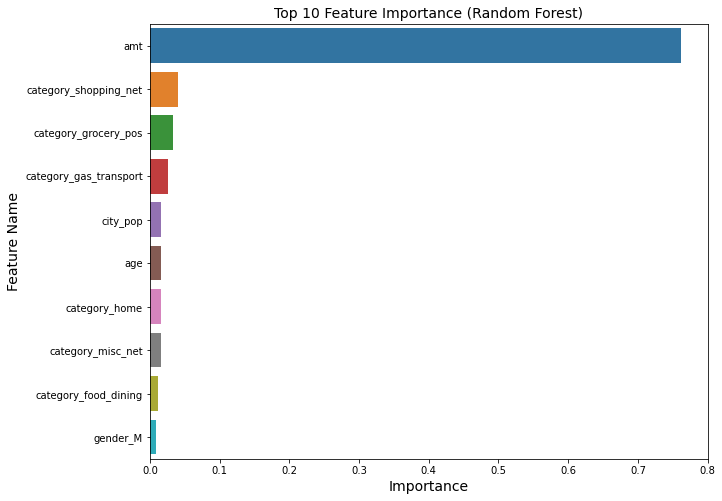 Top 10 Feature Importance (Random Forest)
Feature Name
amt
category_shopping_net
category_grocery_pos
category_gas_transport
city_pop
age
category_home
category_misc_net
category_food_dining
gender_M
0.0 0.1 0.2 0.3 0.4 0.5 0.6 0.7 0.8
Importance